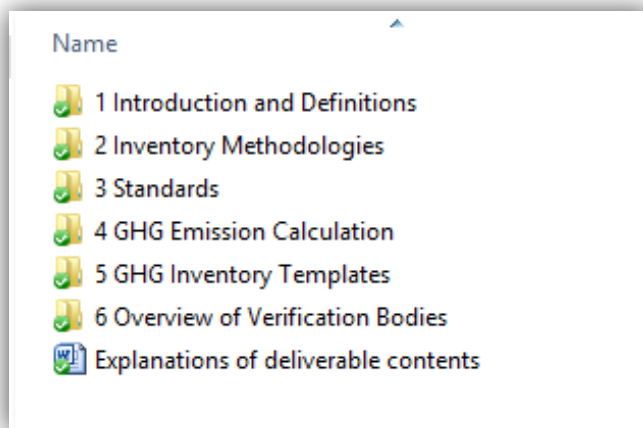 Name
1 Introduction and Definitions
2 Inventory Methodologies
3 Standards
4 GHG Emission Calculation
5 GHG Inventory Templates
6 Overview of Verification Bodies
Explanations of deliverable contents